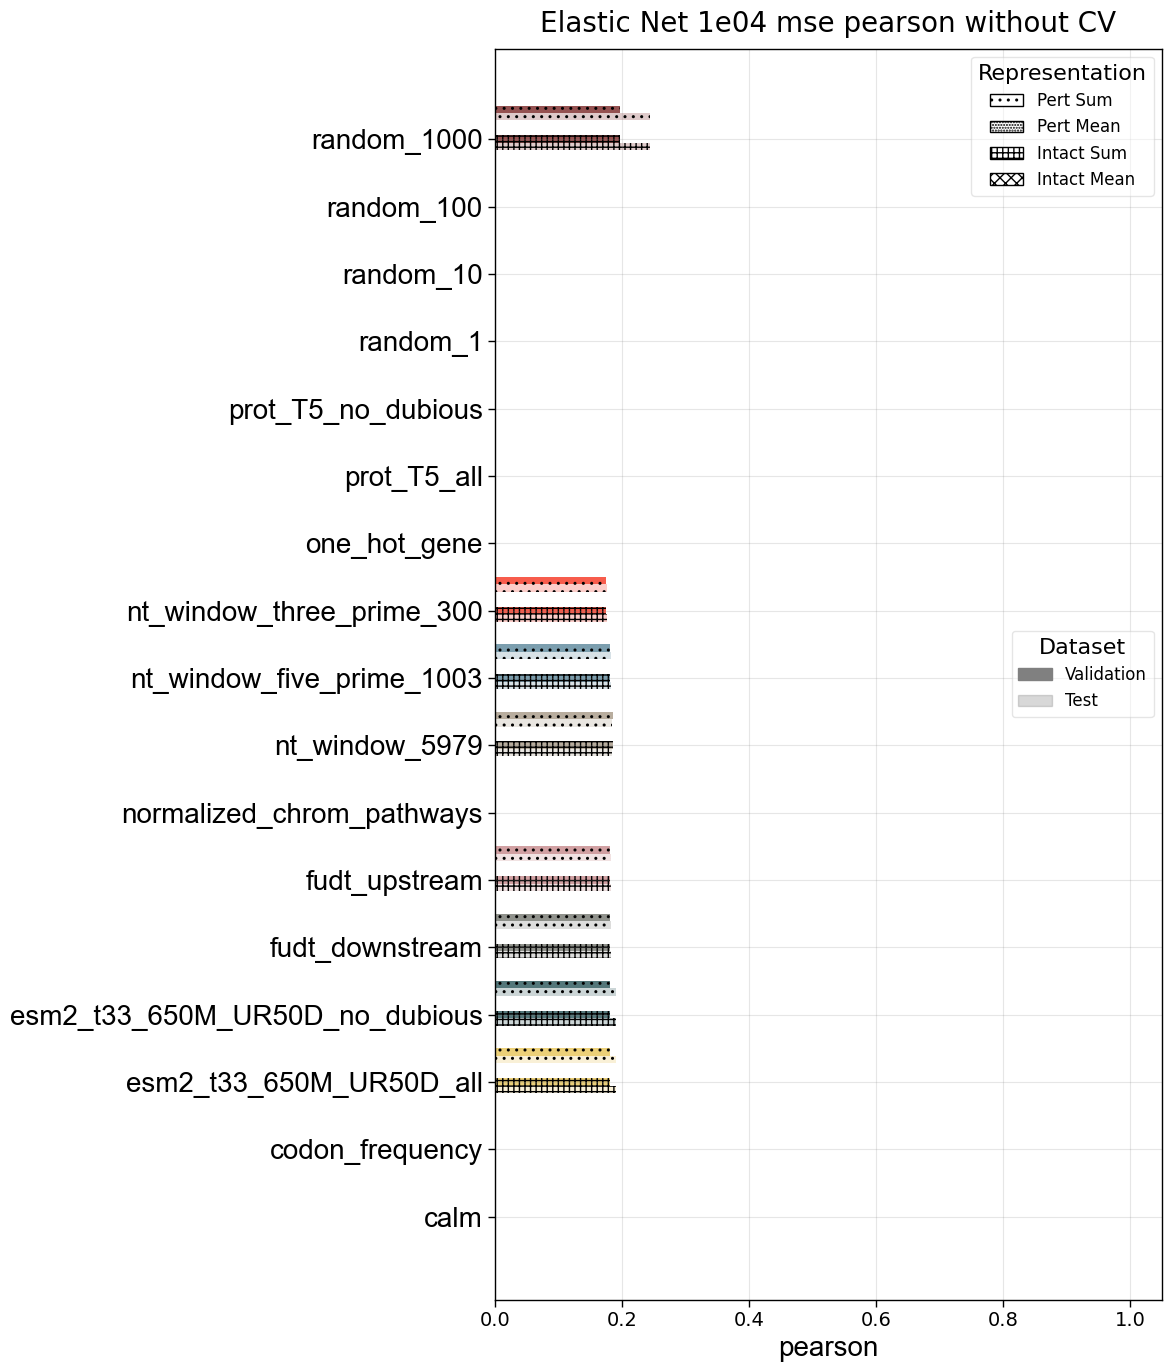 Elastic Net 1e04 mse pearson without CV
Representation
Pert Sum
Pert Mean
Intact Sum
Intact Mean
random_1000
random_100
random_10
random_1
prot_T5_no_dubious
prot_T5_all
one_hot_gene
nt_window_three_prime_300
nt_window_five_prime_1003
Dataset
Validation
Test
nt_window_5979
normalized_chrom_pathways
fudt_upstream
fudt_downstream
esm2_t33_650M_UR50D_no_dubious
esm2_t33_650M_UR50D_all
codon_frequency
calm
0.0 0.2 0.4 0.6 0.8 1.0
pearson